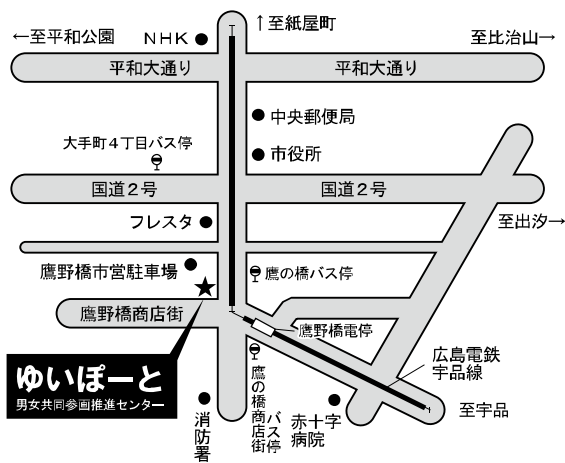 ↑至紙屋町
←至平和公園
NHK
至比治山→
平和大通り
平和大通り
中央郵便局
大手町4丁目バス停
市役所
国道2号
国道2号
フレスタ
至出汐→
鷹野橋市営駐車場
鷹の橋バス停
鷹野橋商店街
鷹野橋電停
広島電鉄
宇品線
ゆいぽーと
男女共同参画推進センター
鷹の橋商店街
バス停
至宇品
消防署
赤十字
病院